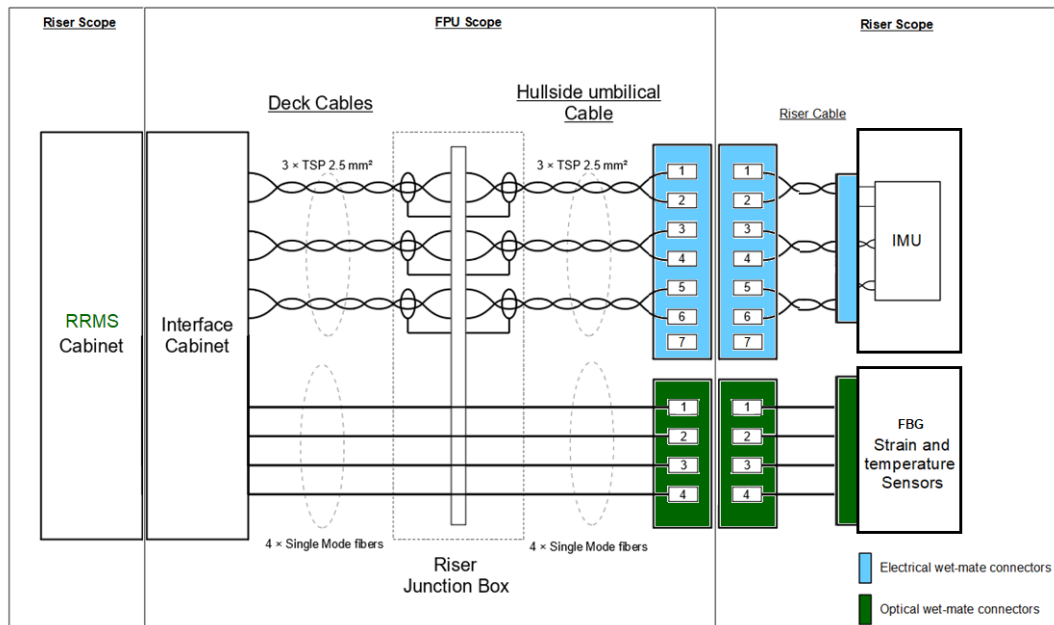 Riser Scope
FPU Scope
Riser Scope
Deck Cables
Hullside umbilical
Cable
Riser Cable
3 × TSP 2.5 mm²
3 × TSP 2.5 mm²
1
2
3
4
5
6
7
1
2
3
4
5
6
7
IMU
RRMS
Cabinet
Interface
Cabinet
1
2
3
4
1
2
3
4
FBG
Strain and
temperature
Sensors
4 × Single Mode fibers
4 × Single Mode fibers
Riser
Junction Box
Electrical wet-mate connectors
Optical wet-mate connectors